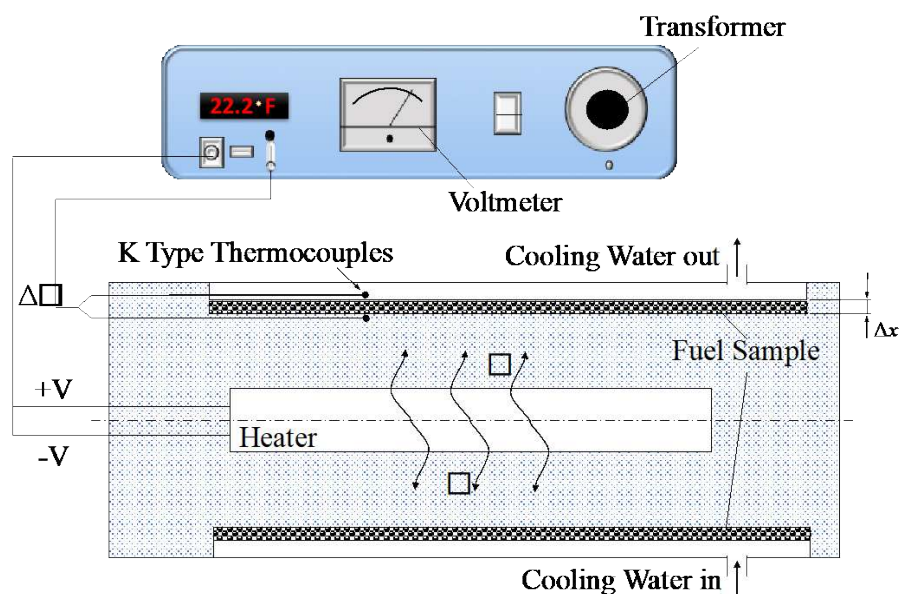 Transformer
22.2*F
Voltmeter
K Type Thermocouples
Cooling Water out
Δ□
Δx
Fuel Sample
□
+V
-V
Heater
□
Cooling Water in